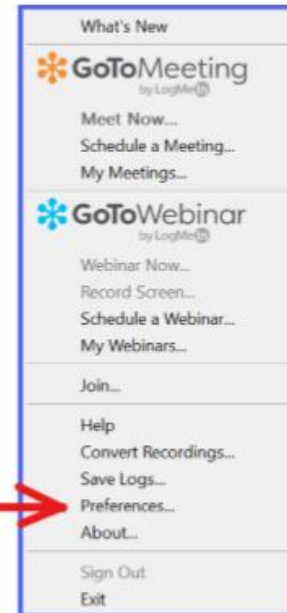 What's New
GoToMeeting
by LogMeIn
Meet Now...
Schedule a Meeting...
My Meetings...
GoToWebinar
by LogMeIn
Webinar Now...
Record Screen...
Schedule a Webinar...
My Webinars...
Join...
Help
Convert Recordings...
Save Logs...
Preferences...
About...
Sign Out
Exit